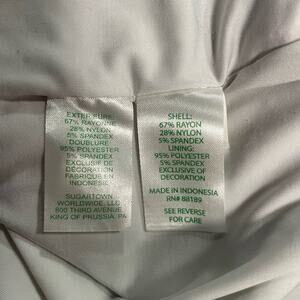 EXTERIEURE
67% RAYONNE
28% NYLON
5% SPANDEX
DOUBLURE
95% POLYESTER
5% SPANDEX
EXCLUSIF DE
DÉCORATION
FABRIQUÉ EN
INDONESIE
SUGARTOWN
WORLDWIDE, LLC
800 THIRD AVENUE
KING OF PRUSSIA, PA
SHELL:
67% RAYON
28% NYLON
5% SPANDEX
LINING:
95% POLYESTER
5% SPANDEX
EXCLUSIVE OF
DECORATION
MADE IN INDONESIA
RN# 88189
SEE REVERSE
FOR CARE